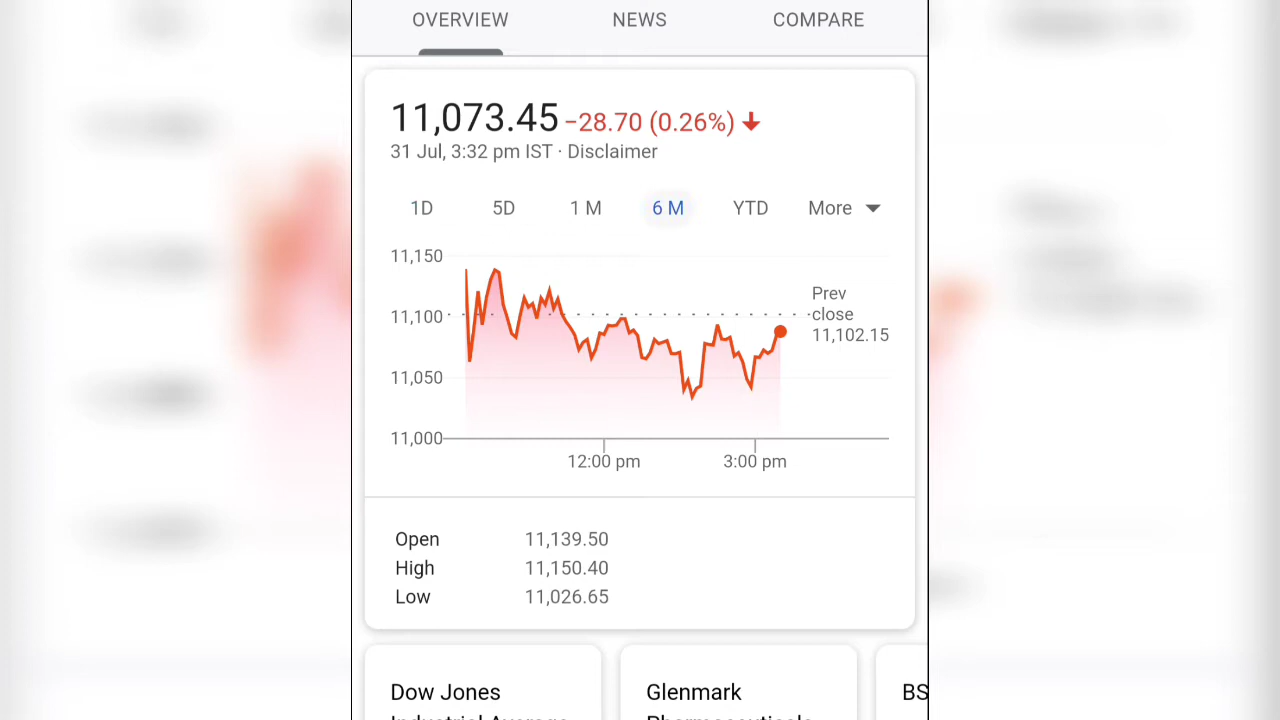 OVERVIEW NEWS COMPARE
11,073.45 −28.70 (0.26%)
31 Jul, 3:32 pm IST · Disclaimer
1D 5D 1 M 6 M YTD More
11,150
Prev
close
11,102.15
11,100
11,050
11,000
12:00 pm 3:00 pm
Open 11,139.50
High 11,150.40
Low 11,026.65
Dow Jones Glenmark BS
Industrial Average Pharmaceuticals